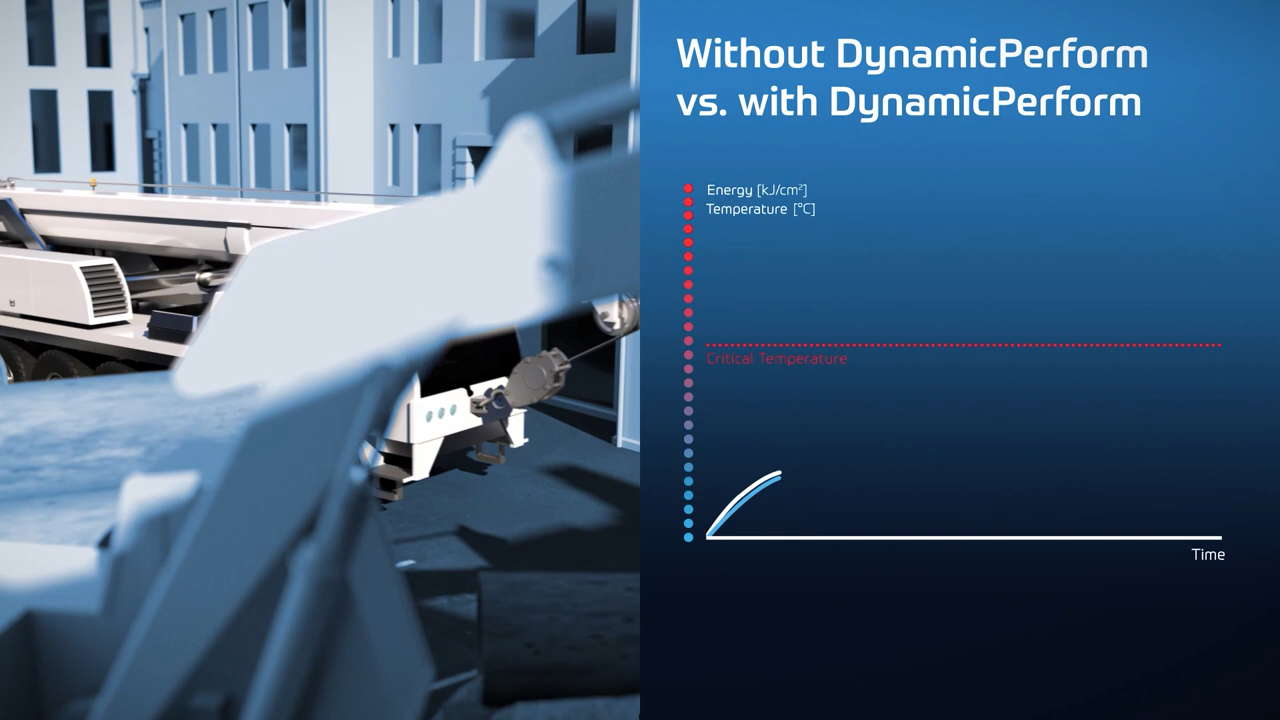 Without DynamicPerform
vs. with DynamicPerform
Energy [kJ/cm²]
Temperature [°C]
Critical Temperature
Time